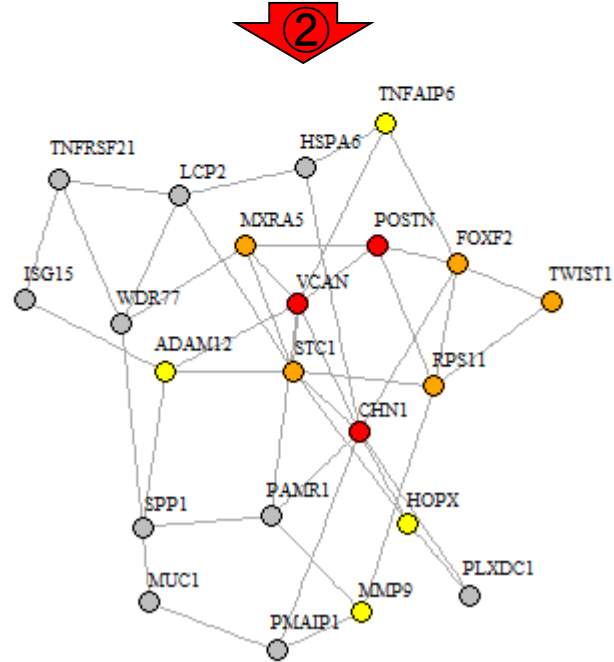 ②
TNFAIP6
HSPA6
TNFRSF21
LCP2
MXRA5
POSTN
FOXF2
ISG15
WDR77
VCAN
TWIST1
ADAM12
STC1
RPS11
CHN1
SPP1
PAMR1
HOPX
PLXDC1
MUC1
MMP9
PMAIP1